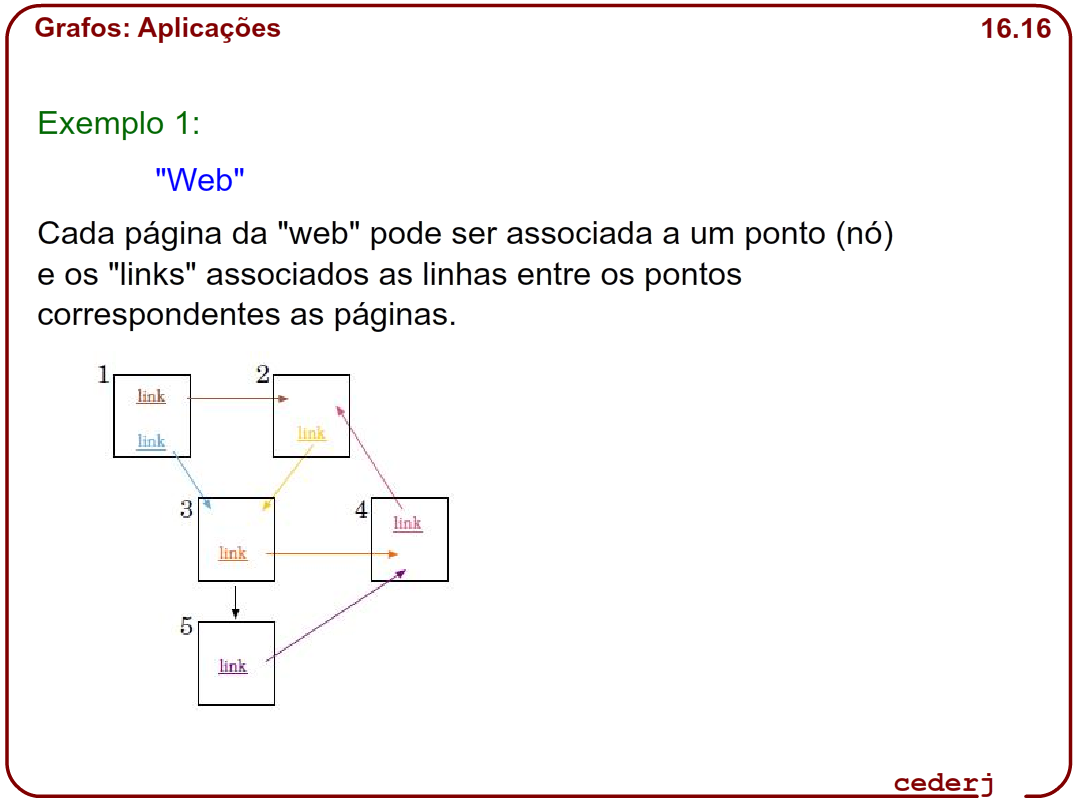 Grafos: Aplicações
16.16
Exemplo 1:
"Web"
Cada página da "web" pode ser associada a um ponto (nó)
e os "links" associados as linhas entre os pontos
correspondentes as páginas.
1
2
link
link
link
3
4
link
link
5
link
cederj